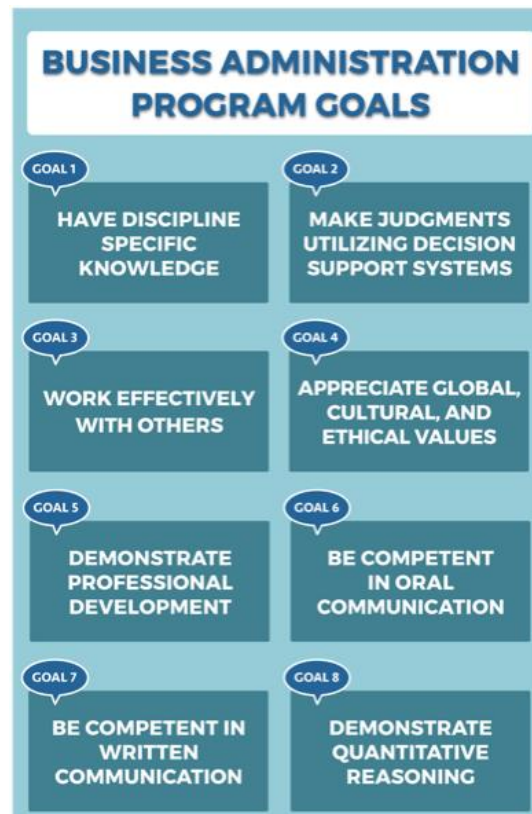 BUSINESS ADMINISTRATION
PROGRAM GOALS
GOAL 1
HAVE DISCIPLINE
SPECIFIC
KNOWLEDGE
GOAL 2
MAKE JUDGMENTS
UTILIZING DECISION
SUPPORT SYSTEMS
GOAL 3
WORK EFFECTIVELY
WITH OTHERS
GOAL 4
APPRECIATE GLOBAL,
CULTURAL, AND
ETHICAL VALUES
GOAL 5
DEMONSTRATE
PROFESSIONAL
DEVELOPMENT
GOAL 6
BE COMPETENT
IN ORAL
COMMUNICATION
GOAL 7
BE COMPETENT IN
WRITTEN
COMMUNICATION
GOAL 8
DEMONSTRATE
QUANTITATIVE
REASONING